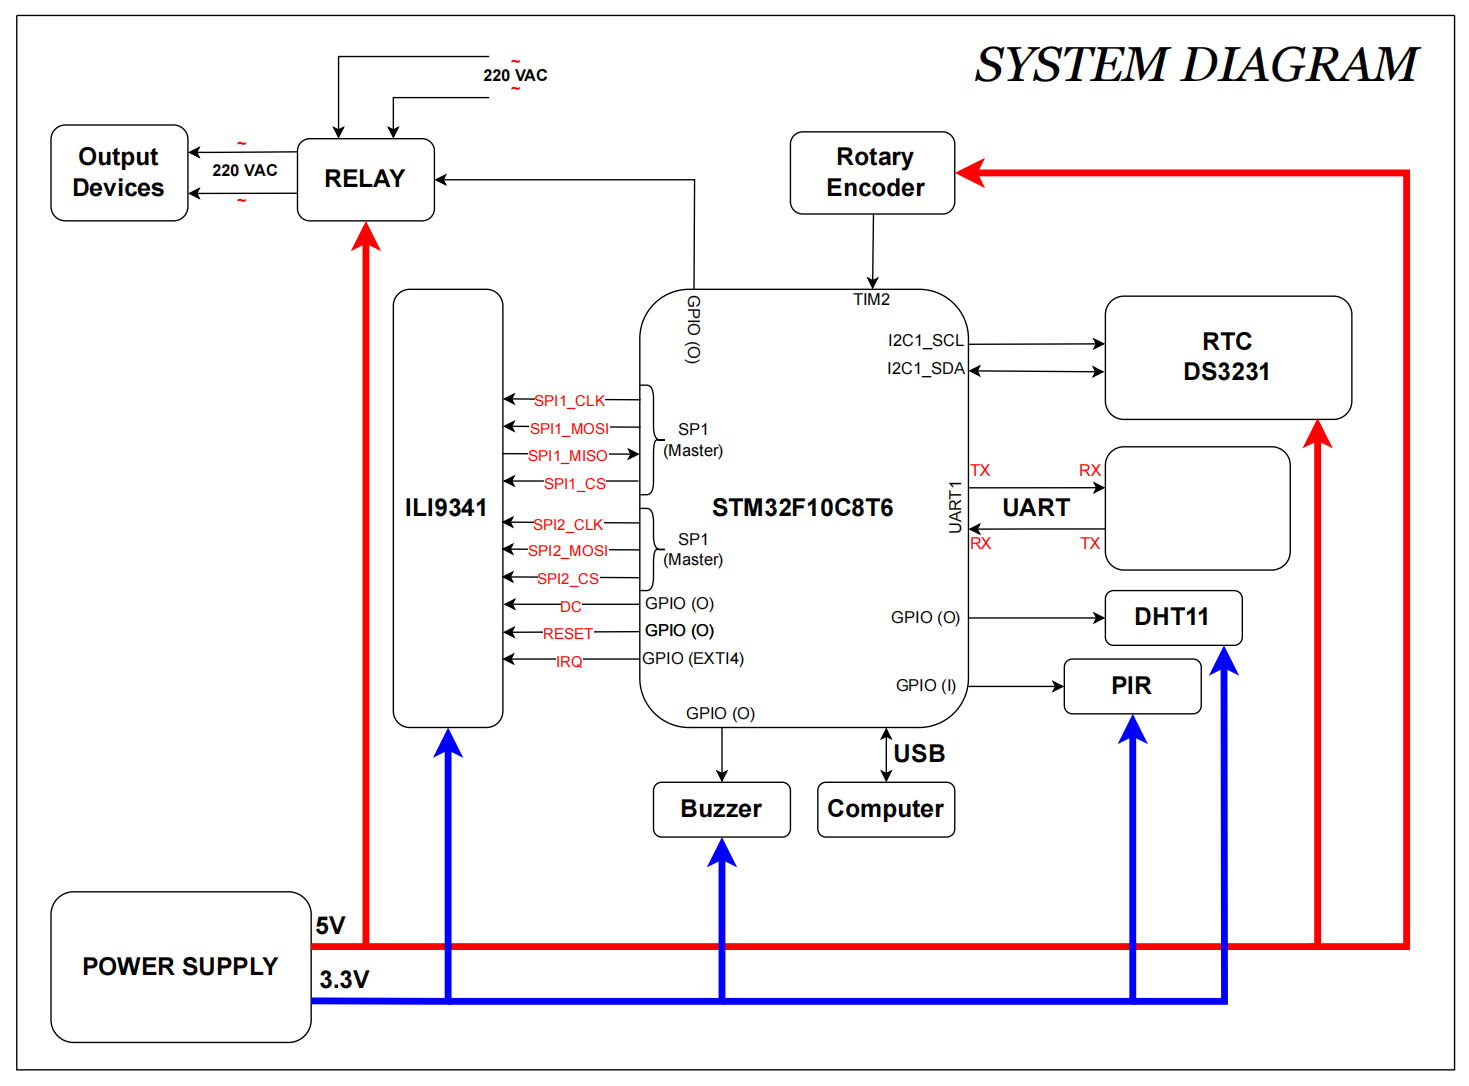 SYSTEM DIAGRAM
~
220 VAC
~
Output
Devices
~
220 VAC
~
RELAY
Rotary
Encoder
GPIO (O)
TIM2
I2C1_SCL
I2C1_SDA
RTC
DS3231
SPI1_CLK
SPI1_MOSI
SPI1_MISO
SPI1_CS
SP1
(Master)
ILI9341
STM32F10C8T6
UART1
TX
RX
UART
RX
TX
SPI2_CLK
SPI2_MOSI
SPI2_CS
SP1
(Master)
DC
GPIO (O)
RESET
GPIO (O)
IRQ
GPIO (EXTI4)
GPIO (O)
DHT11
GPIO (I)
PIR
GPIO (O)
USB
Buzzer
Computer
POWER SUPPLY
5V
3.3V